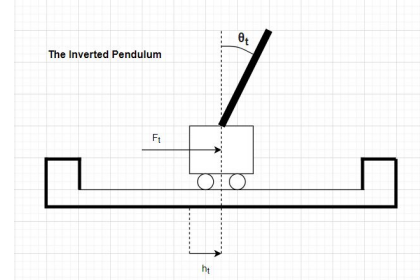 The Inverted Pendulum
θt
Ft
ht